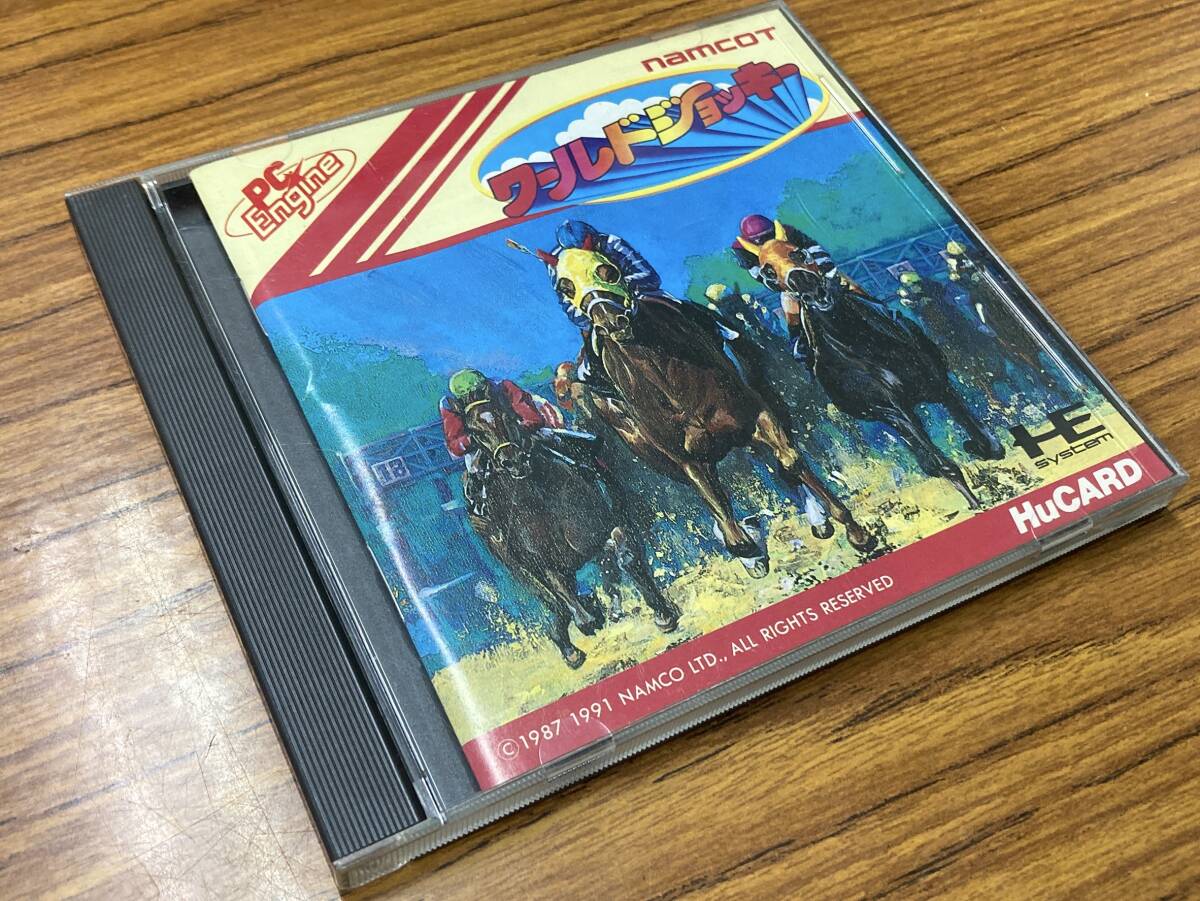 namcot
ワールドジョッキー
PC
Engine
18
HE
system
HuCARD
©1987 1991 NAMCO LTD., ALL RIGHTS RESERVED